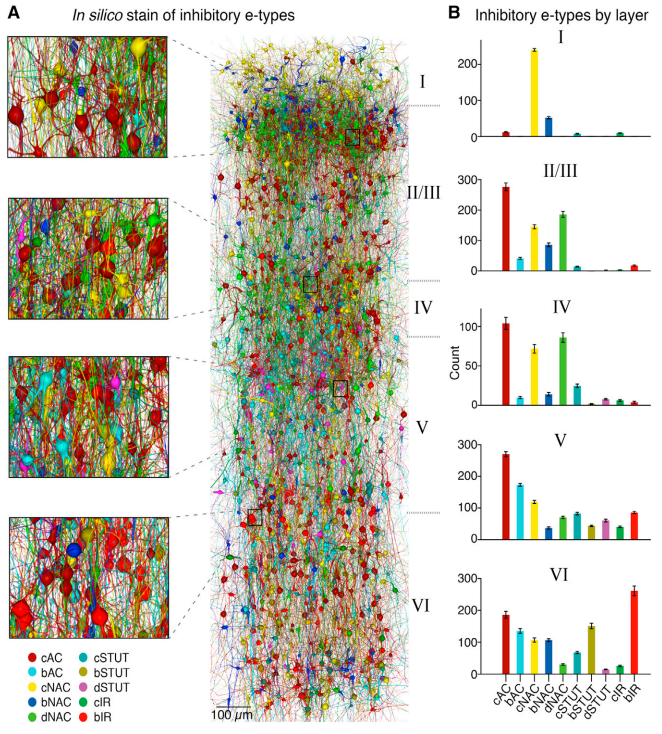 A
In silico stain of inhibitory e-types
B
Inhibitory e-types by layer
I
II/III
IV
V
VI
100 µm
cAC
bAC
cNAC
bNAC
dNAC
cSTUT
bSTUT
dSTUT
cIR
bIR
Count
I
200
100
0
II/III
300
200
100
0
IV
100
50
0
V
300
200
100
0
VI
300
200
100
0
cAC
bAC
cNAC
bNAC
dNAC
cSTUT
bSTUT
dSTUT
cIR
bIR